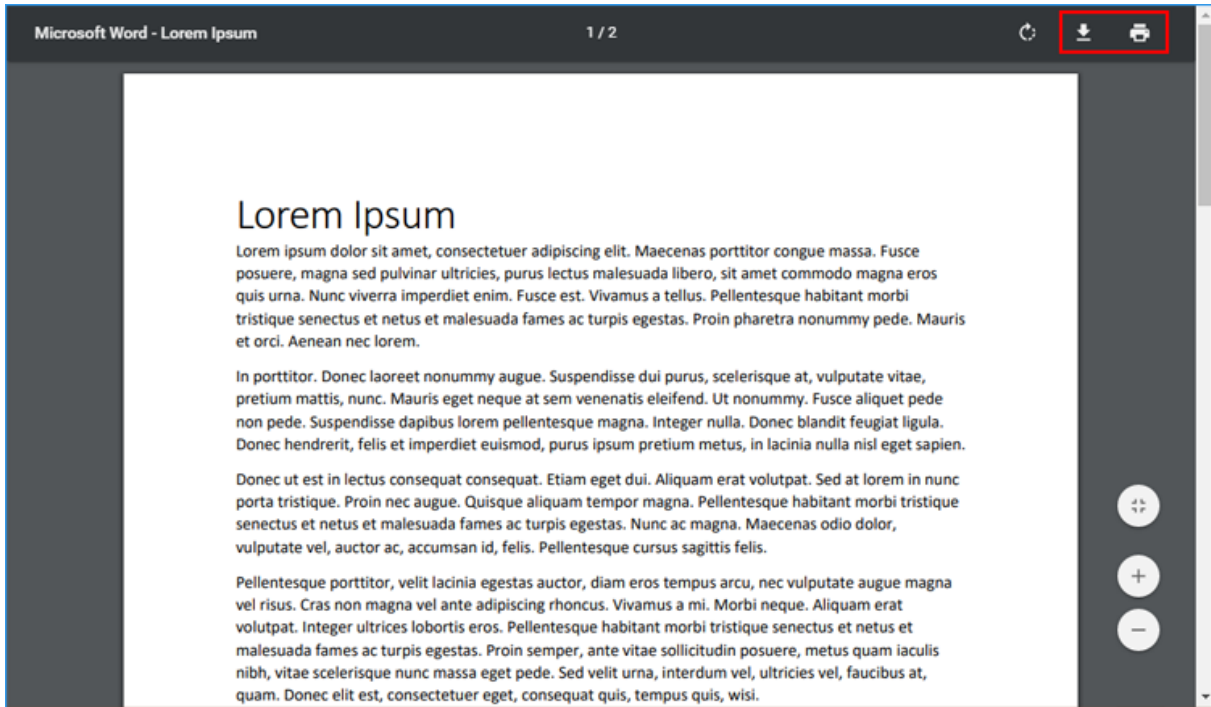 Microsoft Word - Lorem Ipsum
1 / 2
Lorem Ipsum
Lorem ipsum dolor sit amet, consectetuer adipiscing elit. Maecenas porttitor congue massa. Fusce
posuere, magna sed pulvinar ultricies, purus lectus malesuada libero, sit amet commodo magna eros
quis urna. Nunc viverra imperdiet enim. Fusce est. Vivamus a tellus. Pellentesque habitant morbi
tristique senectus et netus et malesuada fames ac turpis egestas. Proin pharetra nonummy pede. Mauris
et orci. Aenean nec lorem.
In porttitor. Donec laoreet nonummy augue. Suspendisse dui purus, scelerisque at, vulputate vitae,
pretium mattis, nunc. Mauris eget neque at sem venenatis eleifend. Ut nonummy. Fusce aliquet pede
non pede. Suspendisse dapibus lorem pellentesque magna. Integer nulla. Donec blandit feugiat ligula.
Donec hendrerit, felis et imperdiet euismod, purus ipsum pretium metus, in lacinia nulla nisl eget sapien.
Donec ut est in lectus consequat consequat. Etiam eget dui. Aliquam erat volutpat. Sed at lorem in nunc
porta tristique. Proin nec augue. Quisque aliquam tempor magna. Pellentesque habitant morbi tristique
senectus et netus et malesuada fames ac turpis egestas. Nunc ac magna. Maecenas odio dolor,
vulputate vel, auctor ac, accumsan id, felis. Pellentesque cursus sagittis felis.
Pellentesque porttitor, velit lacinia egestas auctor, diam eros tempus arcu, nec vulputate augue magna
vel risus. Cras non magna vel ante adipiscing rhoncus. Vivamus a mi. Morbi neque. Aliquam erat
volutpat. Integer ultrices lobortis eros. Pellentesque habitant morbi tristique senectus et netus et
malesuada fames ac turpis egestas. Proin semper, ante vitae sollicitudin posuere, metus quam iaculis
nibh, vitae scelerisque nunc massa eget pede. Sed velit urna, interdum vel, ultricies vel, faucibus at,
quam. Donec elit est, consectetuer eget, consequat quis, tempus quis, wisi.